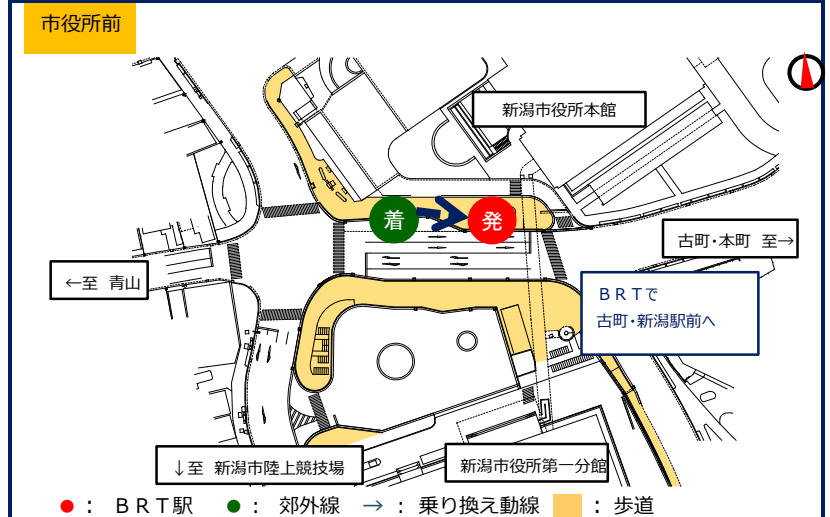 市役所前
新潟市役所本館
着
発
古町・本町 至→
←至 青山
BRTで
古町・新潟駅前へ
↓至 新潟市陸上競技場
新潟市役所第一分館
●： BRT駅 ●： 郊外線 →： 乗り換え動線 ： 歩道